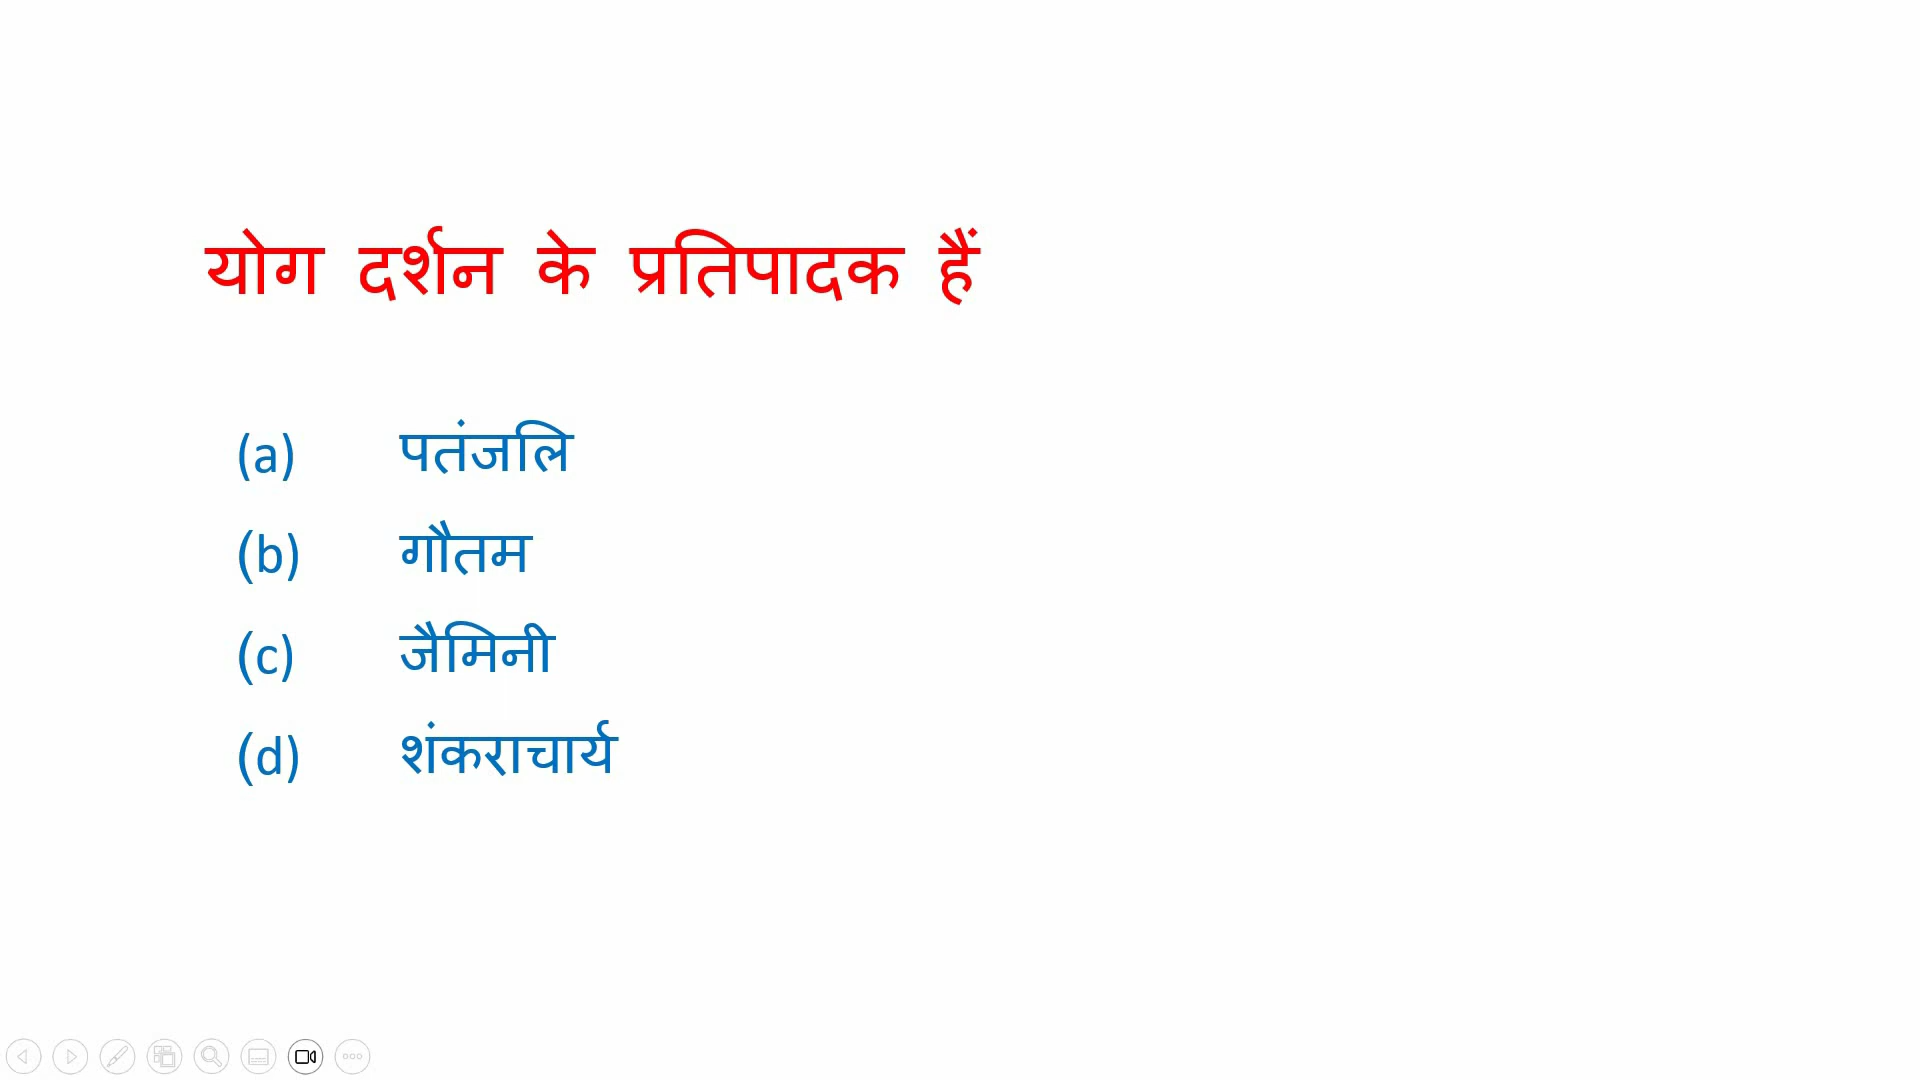 योग दर्शन के प्रतिपादक हैं
(a) पतंजलि
(b) गौतम
(c) जैमिनी
(d) शंकराचार्य